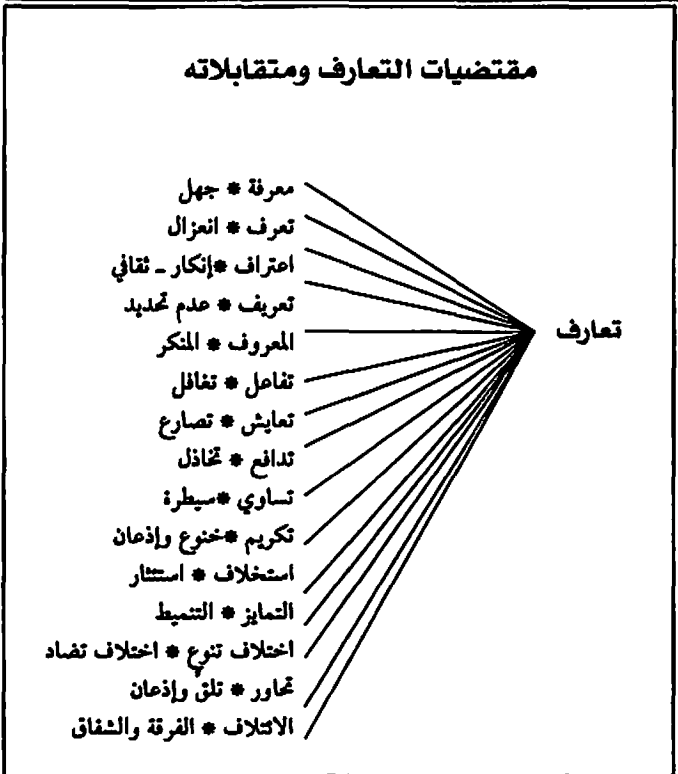 مقتضيات التعارف ومتقابلاته
معرفة * جهل
تعرف * انعزال
اعتراف *إنكار - ثقافي
تعريف * عدم تحديد
المعروف * المنكر
تعارف
تفاعل * تغافل
تعايش * تصارع
تدافع * تخاذل
تساوي *سيطرة
تكريم *خنوع وإذعان
استخلاف * استئثار
التمايز * التنميط
اختلاف تنوع * اختلاف تضاد
تحاور * تلقٍ وإذعان
الائتلاف * الفرقة والشقاق